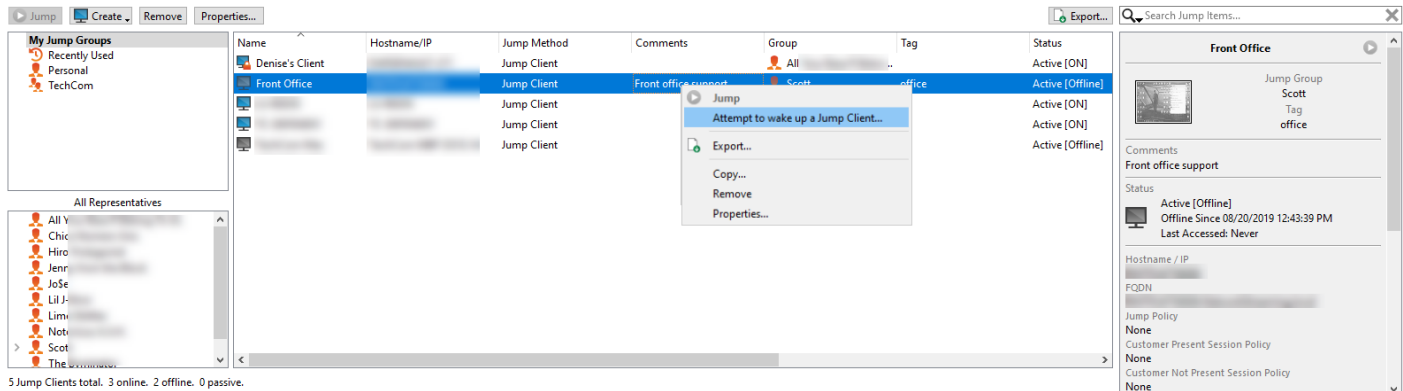 Jump Create Remove Properties... Export... Search Jump Items...
My Jump Groups
Recently Used
Personal
TechCom
All Representatives
All
Hiro
Jo$e
Lil J-
Scot
The
5 Jump Clients total. 3 online. 2 offline. 0 passive.
Name Hostname/IP Jump Method Comments Group Tag Status
Denise's Client Jump Client All .. Active [ON]
Front Office Jump Client Front office support Scott office Active [Offline]
Jump Client Active [ON]
Jump Client Active [ON]
Jump Client Active [Offline]
Jump
Attempt to wake up a Jump Client...
Export...
Copy...
Remove
Properties...
Front Office
Jump Group
Scott
Tag
office
Comments
Front office support
Status
Active [Offline]
Offline Since 08/20/2019 12:43:39 PM
Last Accessed: Never
Hostname / IP
FQDN
Jump Policy
None
Customer Present Session Policy
None
Customer Not Present Session Policy
None